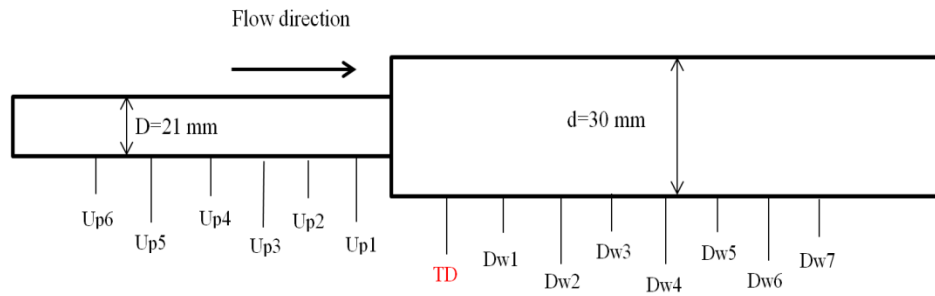 Flow direction
D=21 mm
d=30 mm
Up6
Up5
Up4
Up3
Up2
Up1
TD
Dw1
Dw2
Dw3
Dw4
Dw5
Dw6
Dw7